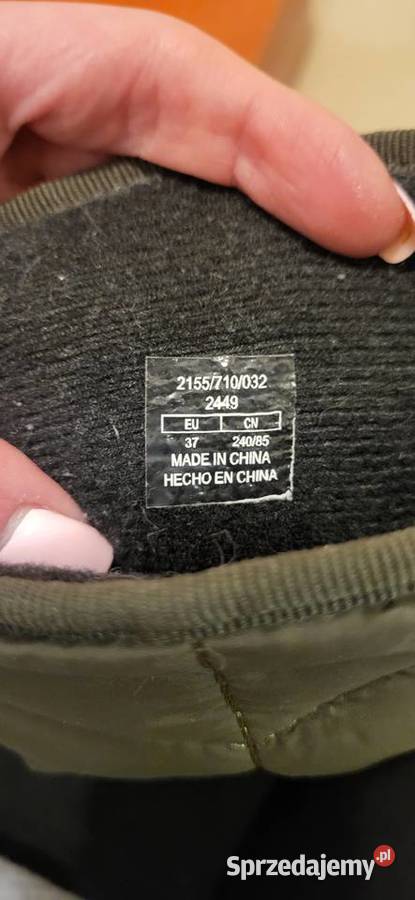 2155/710/032
2449
EU CN
37 240/85
MADE IN CHINA
HECHO EN CHINA
Sprzedajemy.pl